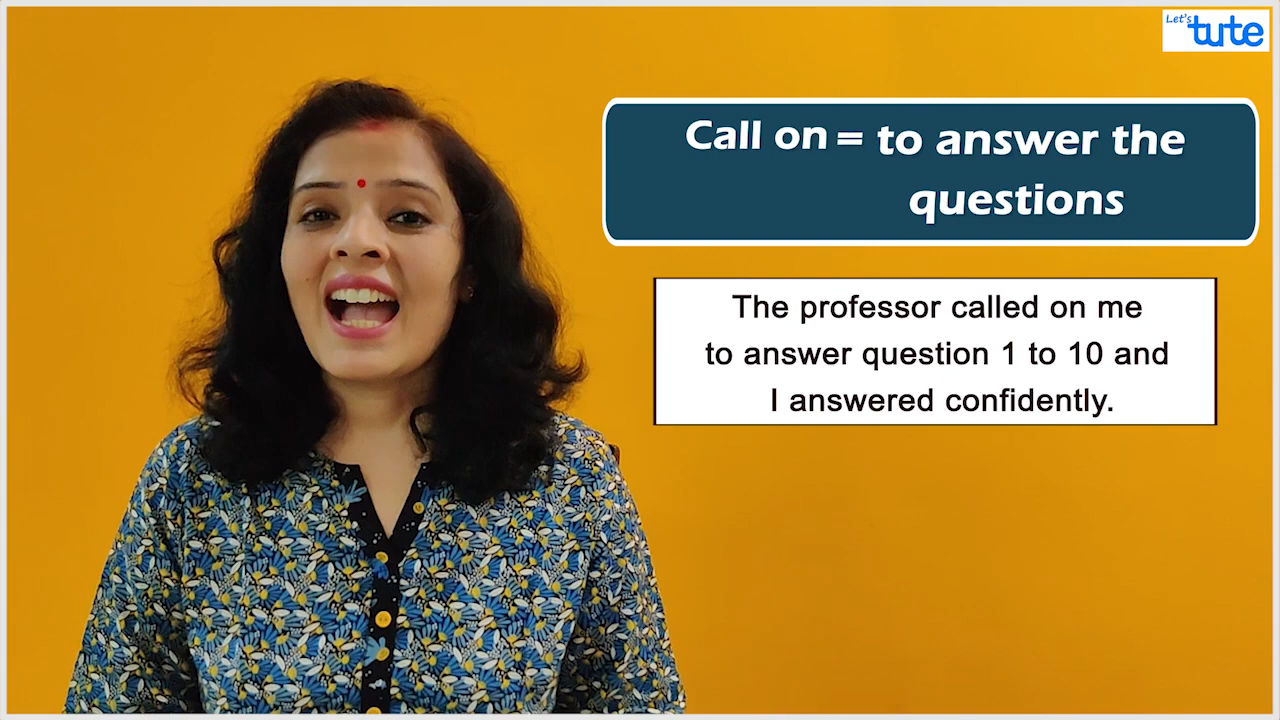 Let's
tute
Call on = to answer the
questions
The professor called on me
to answer question 1 to 10 and
I answered confidently.